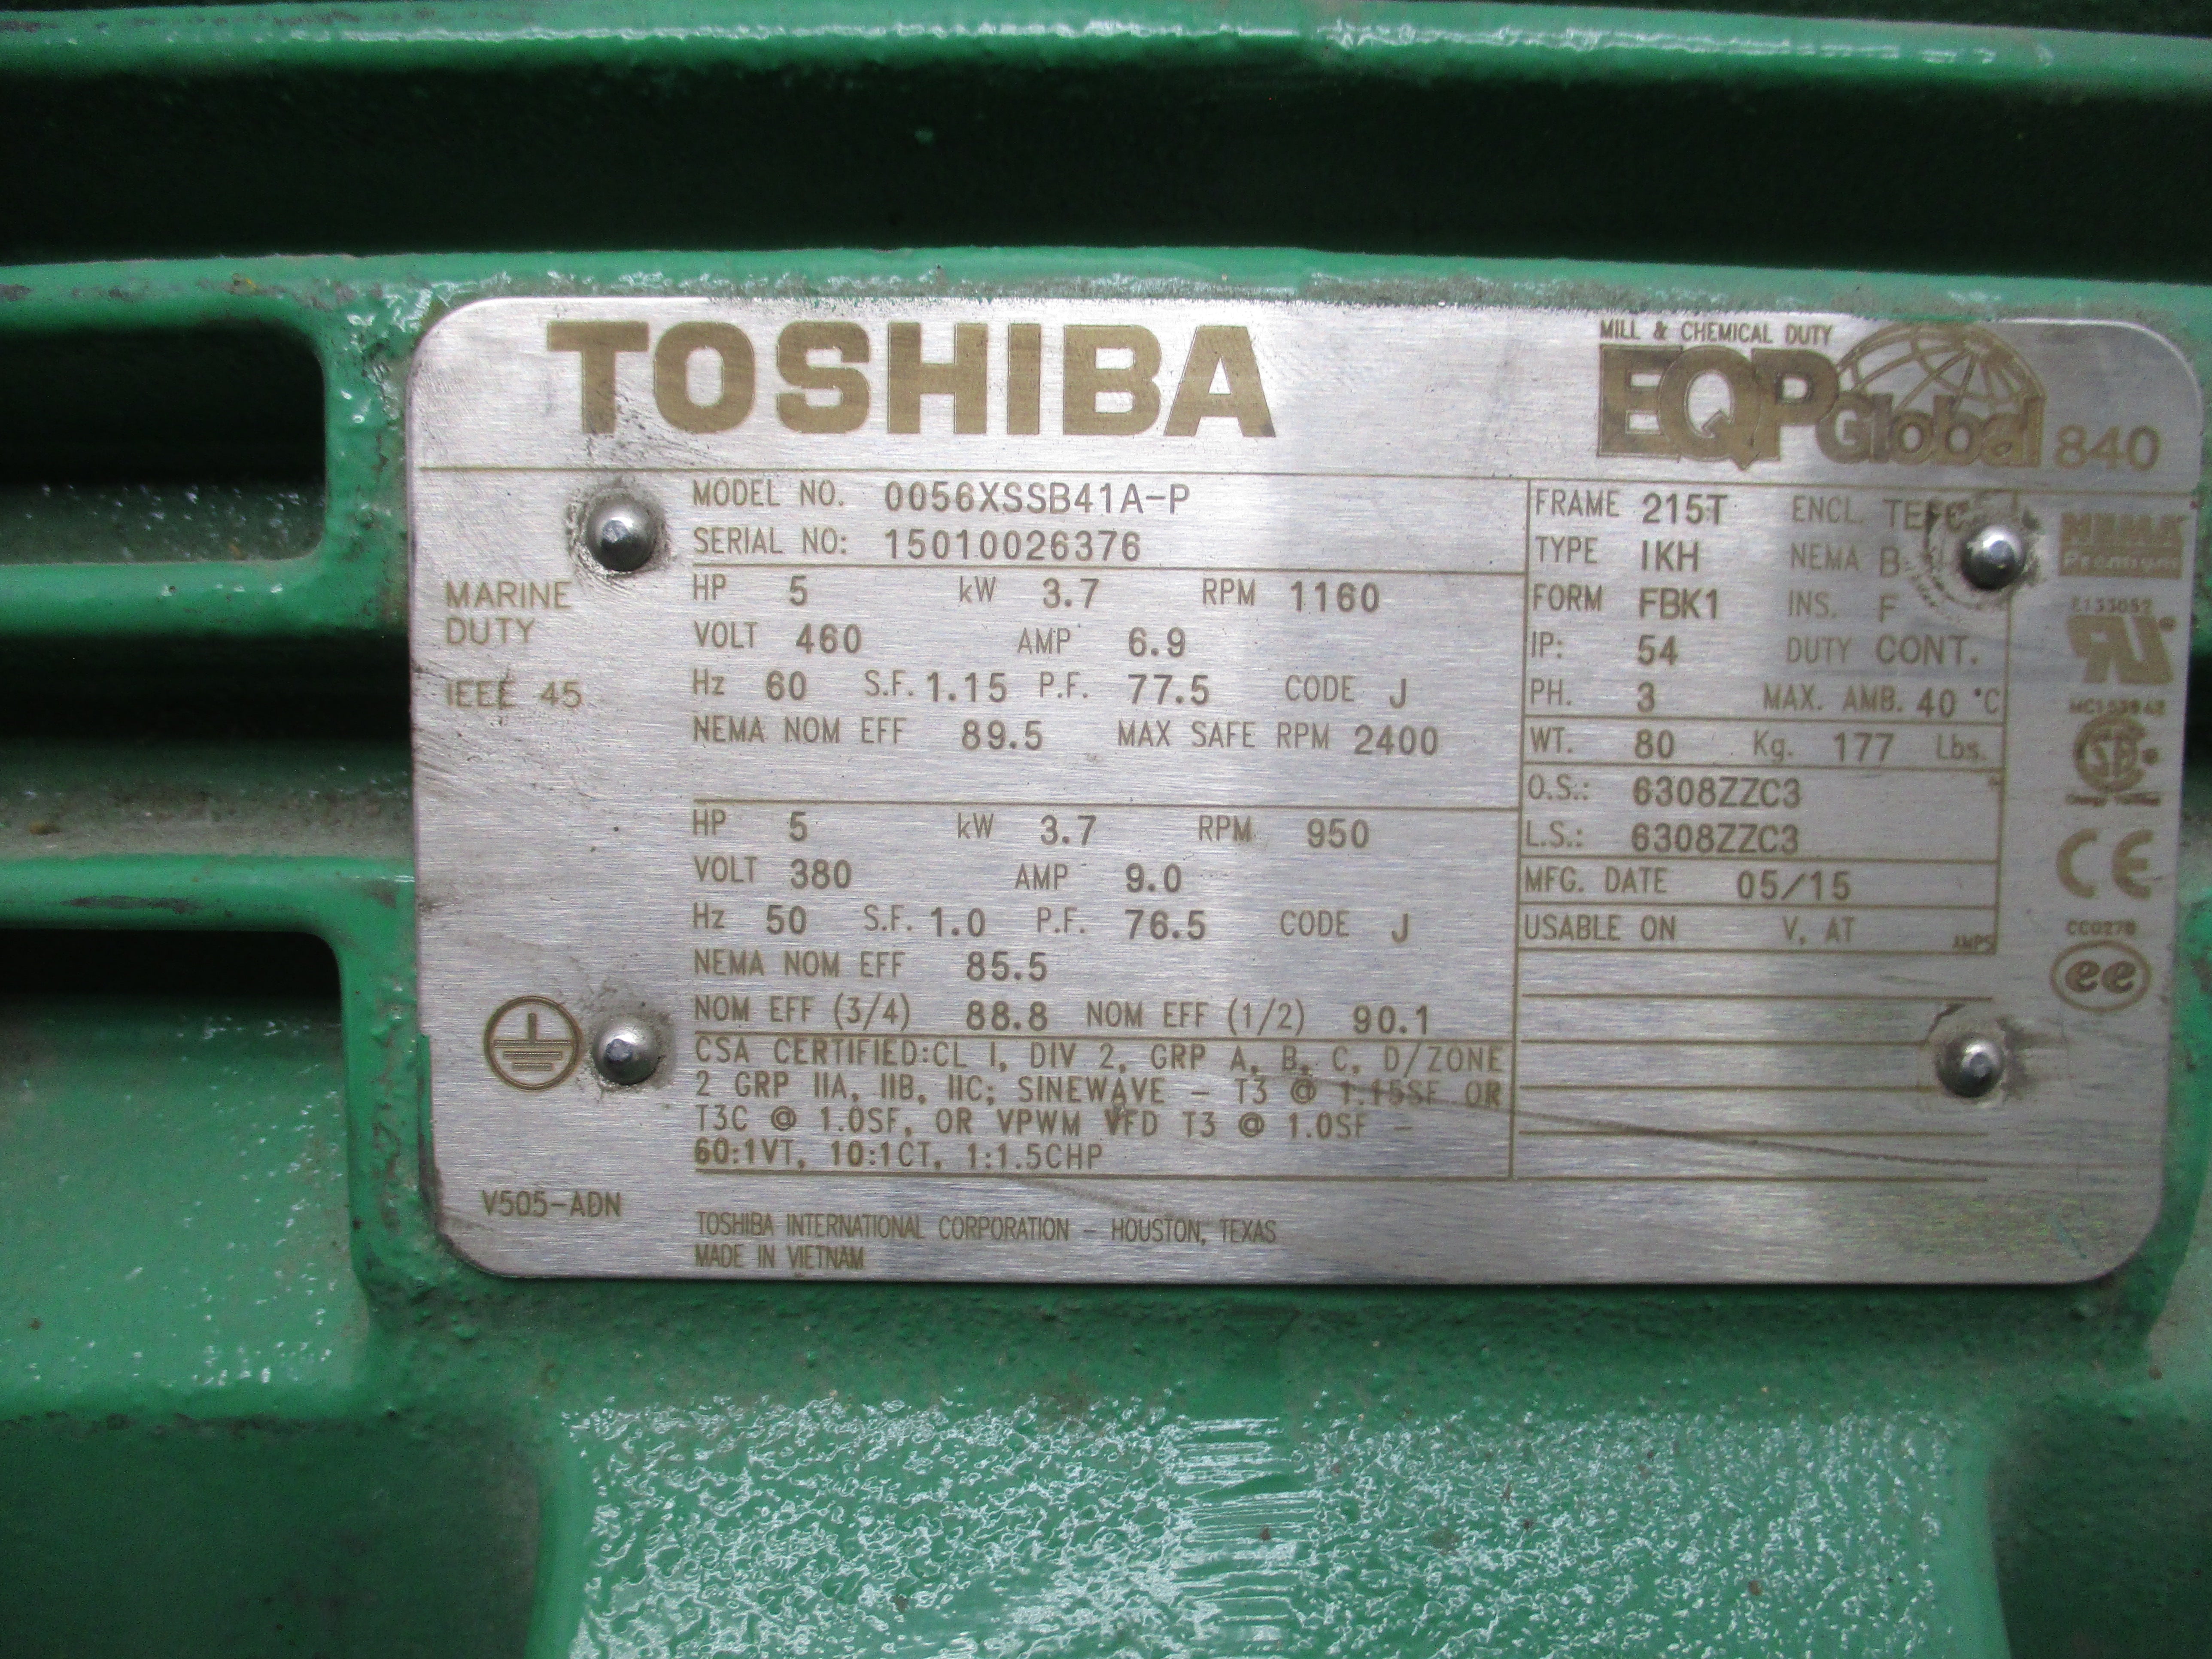 TOSHIBA
MILL & CHEMICAL DUTY
EQP Global 840
MODEL NO. 0056XSSB41A-P
SERIAL NO: 15010026376
HP 5 kW 3.7 RPM 1160
VOLT 460 AMP 6.9
Hz 60 S.F. 1.15 P.F. 77.5 CODE J
NEMA NOM EFF 89.5 MAX SAFE RPM 2400
HP 5 kW 3.7 RPM 950
VOLT 380 AMP 9.0
Hz 50 S.F. 1.0 P.F. 76.5 CODE J
NEMA NOM EFF 85.5
NOM EFF (3/4) 88.8 NOM EFF (1/2) 90.1
CSA CERTIFIED:CL I, DIV 2, GRP A, B, C, D/ZONE
2 GRP IIA, IIB, IIC; SINEWAVE - T3 @ 1.15SF OR
T3C @ 1.0SF, OR VPWM VFD T3 @ 1.0SF -
60:1VT, 10:1CT, 1:1.5CHP
TOSHIBA INTERNATIONAL CORPORATION - HOUSTON, TEXAS
MADE IN VIETNAM
MARINE
DUTY
IEEE 45
V505-ADN
FRAME 215T ENCL. TEFC
TYPE IKH NEMA B
FORM FBK1 INS. F
IP: 54 DUTY CONT.
PH. 3 MAX. AMB. 40 °C
WT. 80 Kg. 177 Lbs.
O.S.: 6308ZZC3
L.S.: 6308ZZC3
MFG. DATE 05/15
USABLE ON V, AT AMPS
NEMA
Premium
RU
CE
ee